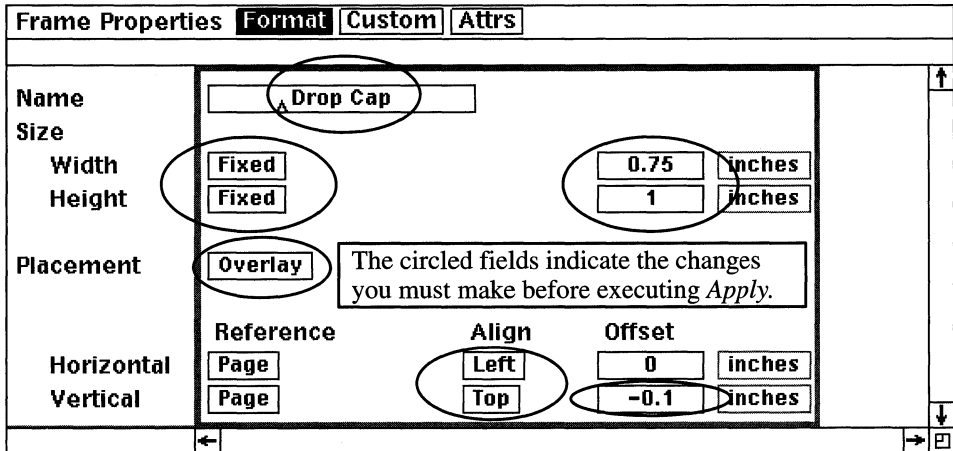 Frame Properties Format Custom Attrs
Name Drop Cap
Size
Width Fixed 0.75 inches
Height Fixed 1 inches
Placement Overlay
The circled fields indicate the changes
you must make before executing Apply.
Reference Align Offset
Horizontal Page Left 0 inches
Vertical Page Top -0.1 inches